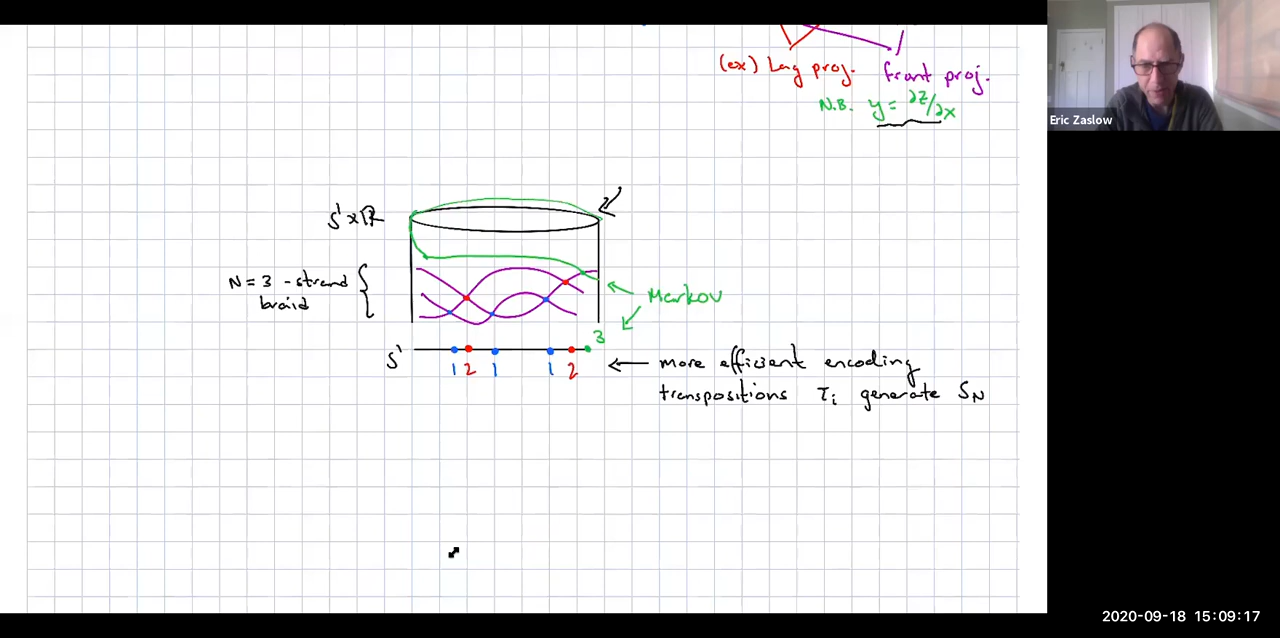 (ex) Lag proj. front proj.
N.B. y = ∂z/∂x
Eric Zaslow
S¹ x R
N = 3 - strand
braid
Markov
3
S¹
1 2 1 1 2
more efficient encoding
transpositions τi generate SN
2020-09-18 15:09:17